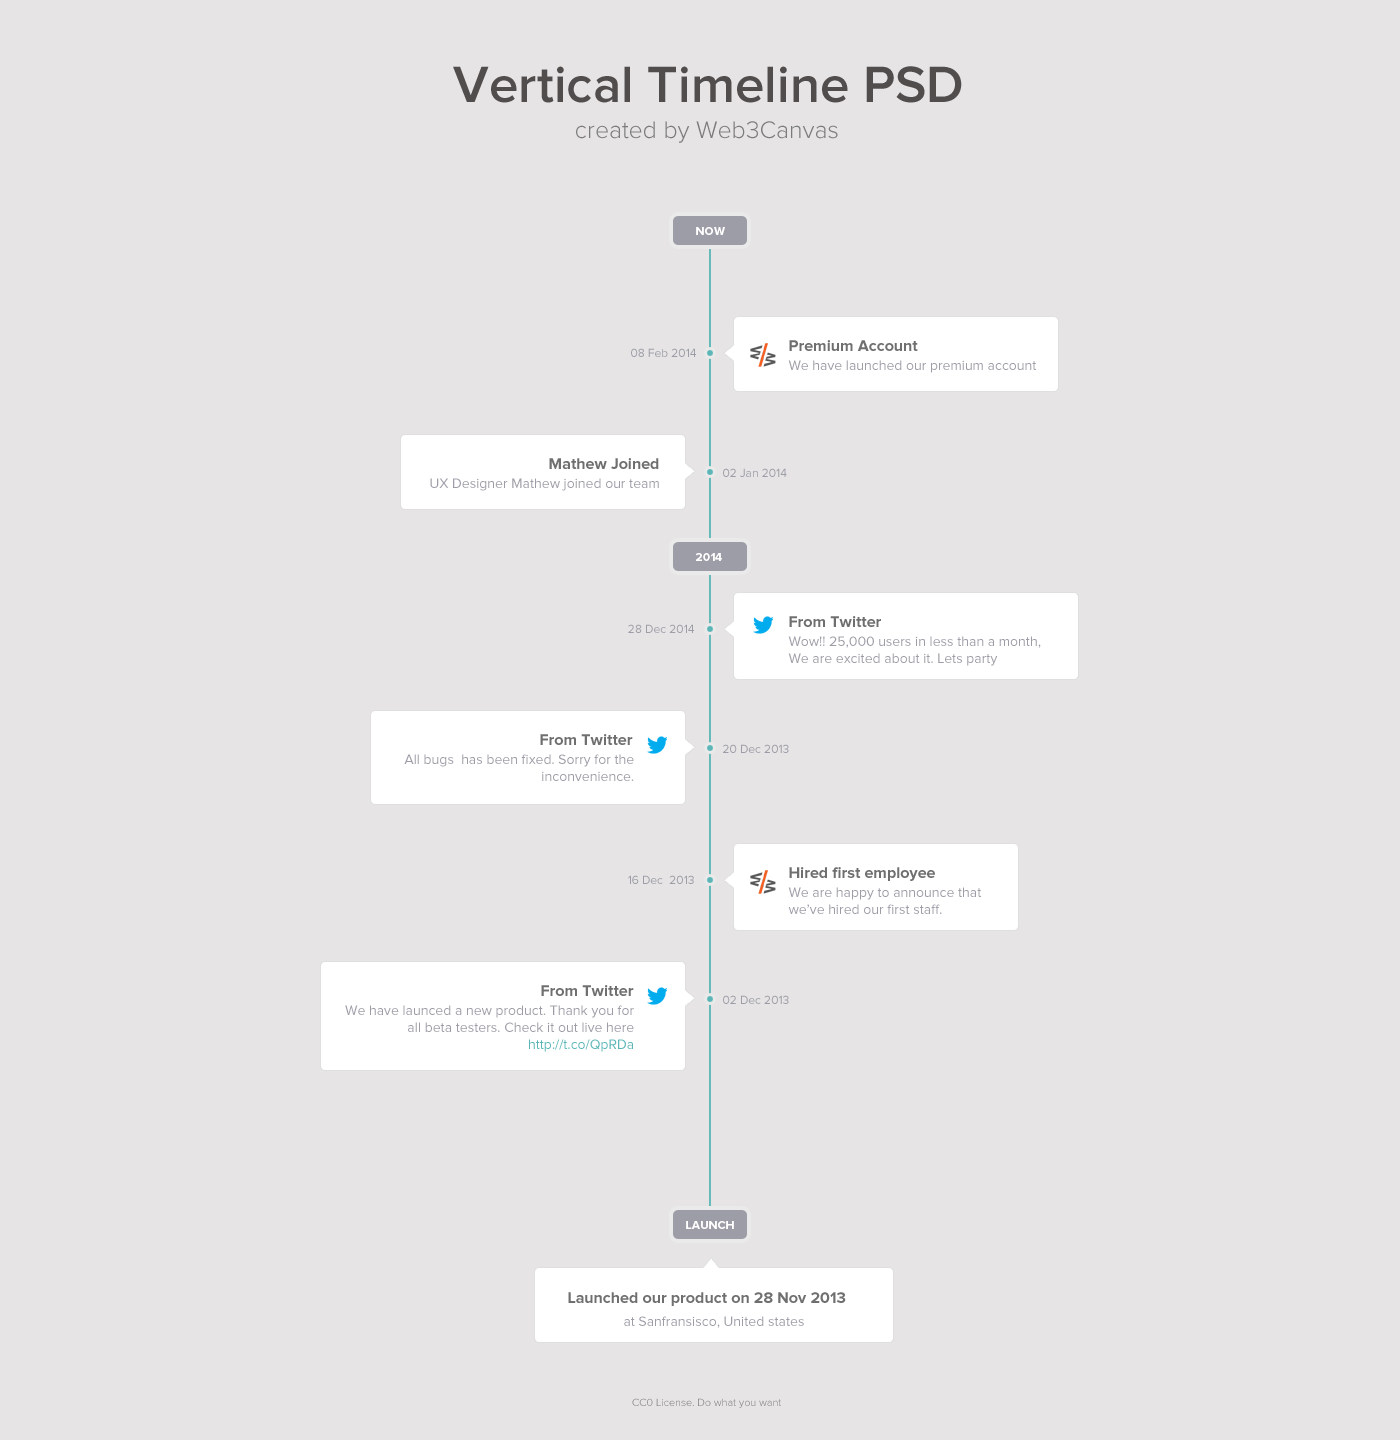 Vertical Timeline PSD
created by Web3Canvas
NOW
08 Feb 2014
Premium Account
We have launched our premium account
Mathew Joined
UX Designer Mathew joined our team
02 Jan 2014
2014
28 Dec 2014
From Twitter
Wow!! 25,000 users in less than a month,
We are excited about it. Lets party
From Twitter
All bugs  has been fixed. Sorry for the
inconvenience.
20 Dec 2013
16 Dec  2013
Hired first employee
We are happy to announce that
we've hired our first staff.
From Twitter
We have launced a new product. Thank you for
all beta testers. Check it out live here
http://t.co/QpRDa
02 Dec 2013
LAUNCH
Launched our product on 28 Nov 2013
at Sanfransisco, United states
CC0 License. Do what you want